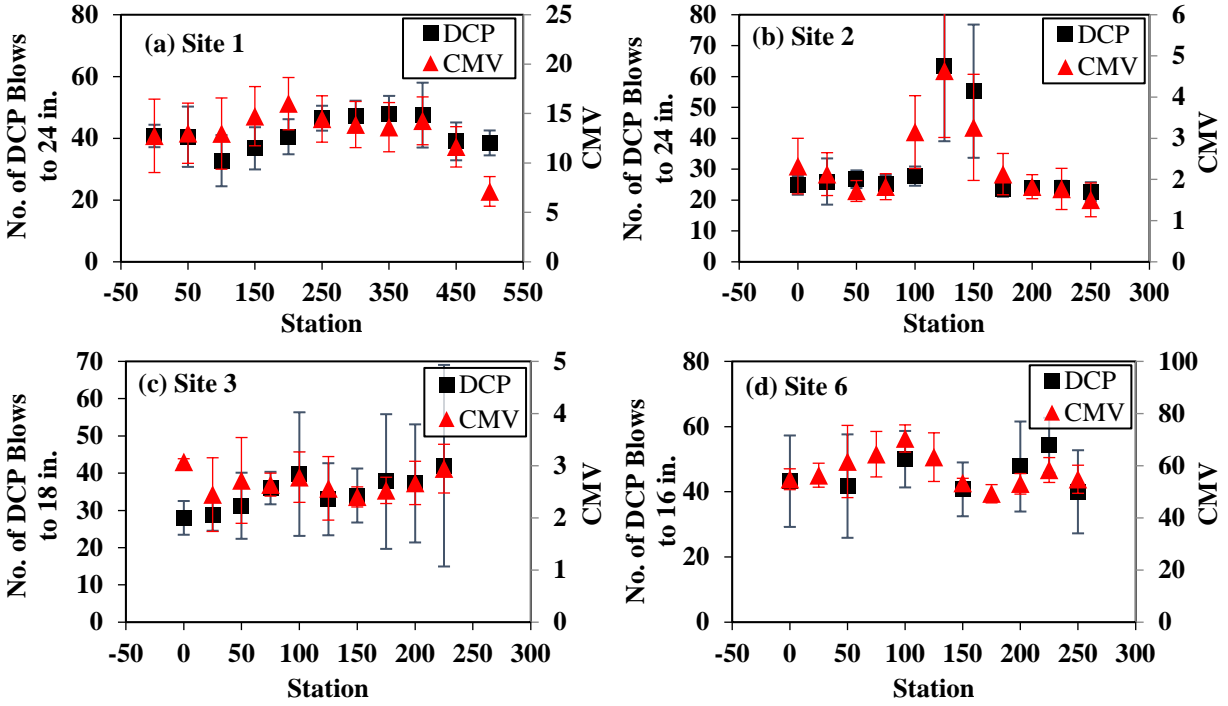 (a) Site 1
DCP
CMV
No. of DCP Blows
to 24 in.
80
60
40
20
0
25
20
15
10
5
0
CMV
-50 50 150 250 350 450 550
Station
(b) Site 2
DCP
CMV
No. of DCP Blows
to 24 in.
80
70
60
50
40
30
20
10
0
6
5
4
3
2
1
0
CMV
-50 0 50 100 150 200 250 300
Station
(c) Site 3
DCP
CMV
No. of DCP Blows
to 18 in.
70
60
50
40
30
20
10
0
5
4
3
2
1
0
CMV
-50 0 50 100 150 200 250 300
Station
(d) Site 6
DCP
CMV
No. of DCP Blows
to 16 in.
80
60
40
20
0
100
80
60
40
20
0
CMV
-50 0 50 100 150 200 250 300
Station